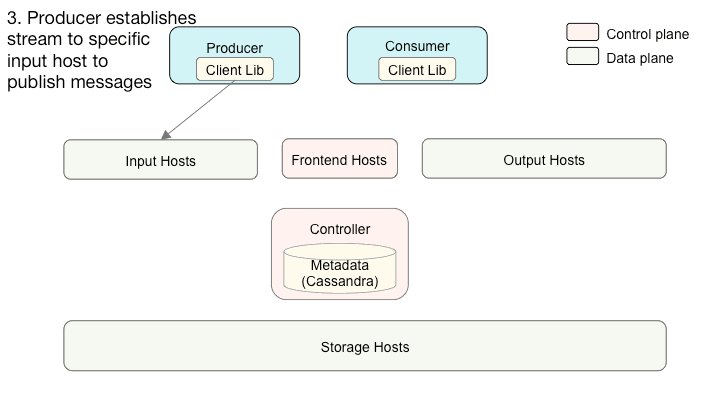 3. Producer establishes
stream to specific
input host to
publish messages
Producer
Client Lib
Consumer
Client Lib
Control plane
Data plane
Input Hosts
Frontend Hosts
Output Hosts
Controller
Metadata
(Cassandra)
Storage Hosts